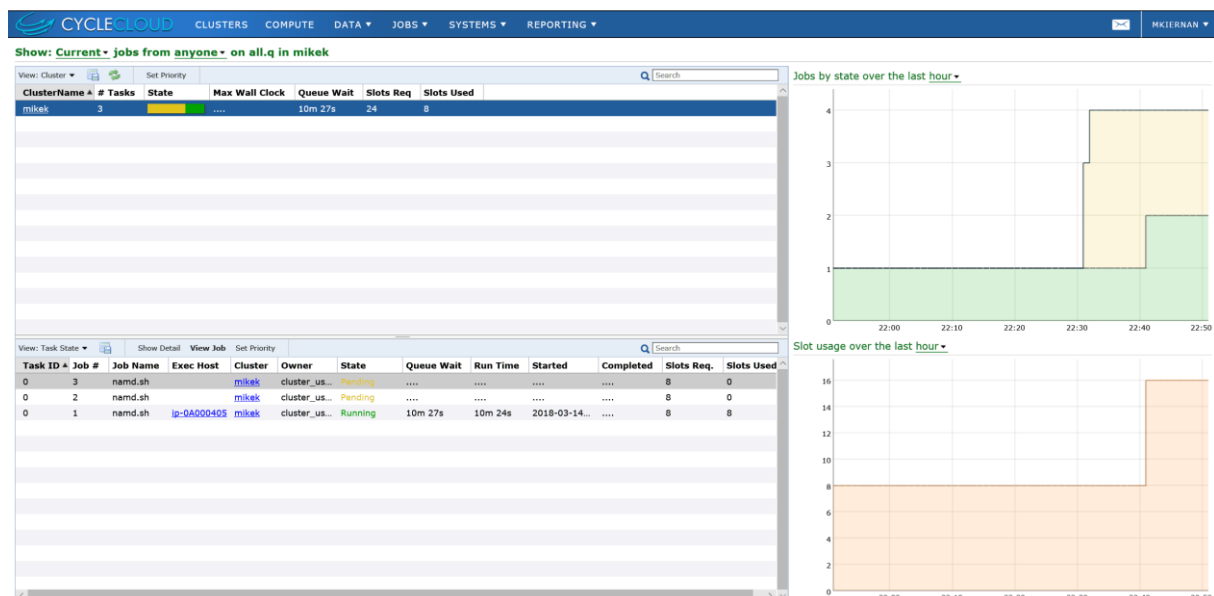 CYCLECLOUD CLUSTERS COMPUTE DATA ▾ JOBS ▾ SYSTEMS ▾ REPORTING ▾ MKIERNAN ▾
Show: Current ▾ jobs from anyone ▾ on all.q in mikek
View: Cluster ▾ Set Priority Search
ClusterName ▴ # Tasks State Max Wall Clock Queue Wait Slots Req Slots Used
mikek 3 .... 10m 27s 24 8
Jobs by state over the last hour ▾
4
3
2
1
0
22:00 22:10 22:20 22:30 22:40 22:50
View: Task State ▾ Show Detail View Job Set Priority Search
Task ID ▴ Job # Job Name Exec Host Cluster Owner State Queue Wait Run Time Started Completed Slots Req. Slots Used
0 3 namd.sh mikek cluster_us... Pending .... .... .... .... 8 0
0 2 namd.sh mikek cluster_us... Pending .... .... .... .... 8 0
0 1 namd.sh ip-0A000405 mikek cluster_us... Running 10m 27s 10m 24s 2018-03-14... .... 8 8
Slot usage over the last hour ▾
16
14
12
10
8
6
4
2
0